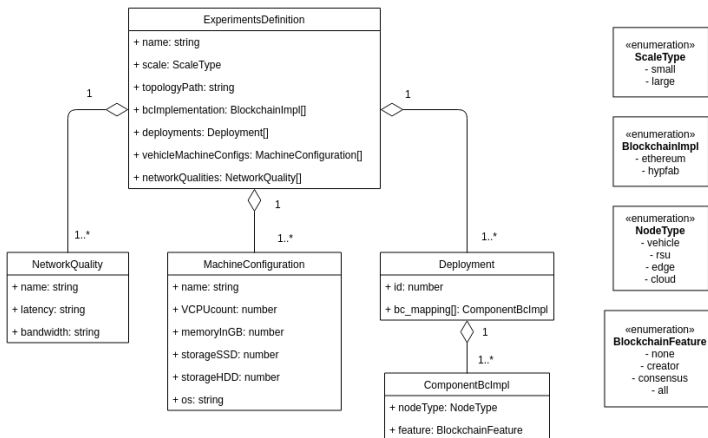 ExperimentsDefinition
+ name: string
+ scale: ScaleType
+ topologyPath: string
+ bcImplementation: BlockchainImpl[]
+ deployments: Deployment[]
+ vehicleMachineConfigs: MachineConfiguration[]
+ networkQualities: NetworkQuality[]
1
1
1
1..*
1..*
1..*
NetworkQuality
+ name: string
+ latency: string
+ bandwidth: string
MachineConfiguration
+ name: string
+ VCPUcount: number
+ memoryInGB: number
+ storageSSD: number
+ storageHDD: number
+ os: string
Deployment
+ id: number
+ bc_mapping[]: ComponentBcImpl
1
1..*
ComponentBcImpl
+ nodeType: NodeType
+ feature: BlockchainFeature
«enumeration»
ScaleType
- small
- large
«enumeration»
BlockchainImpl
- ethereum
- hypfab
«enumeration»
NodeType
- vehicle
- rsu
- edge
- cloud
«enumeration»
BlockchainFeature
- none
- creator
- consensus
- all